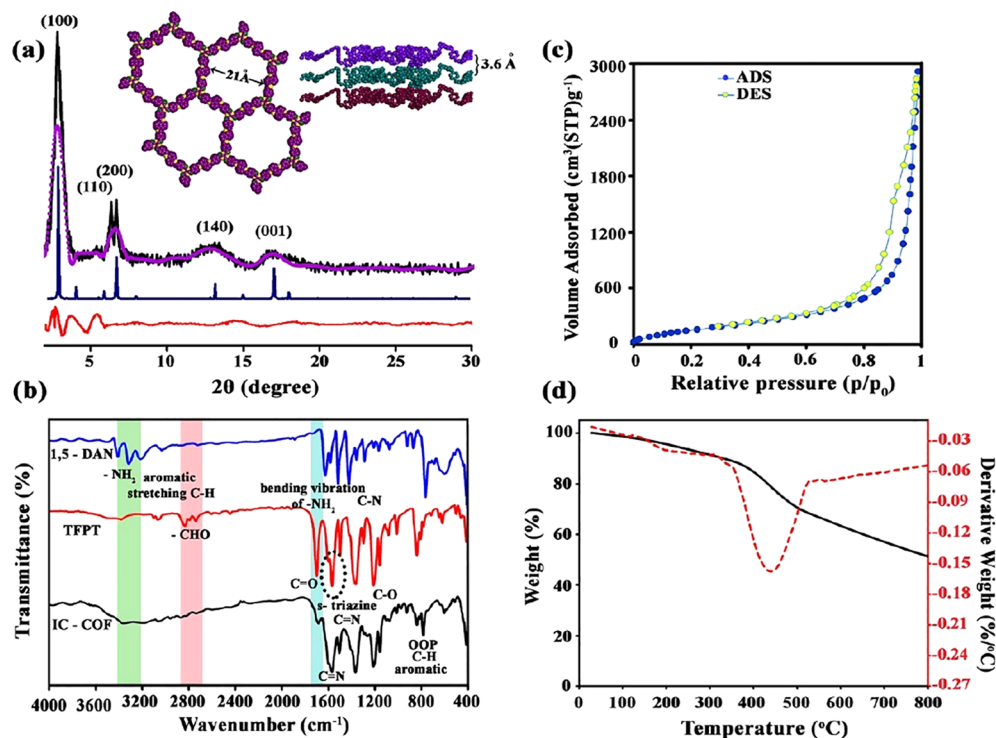 (a)
(100)
(110)
(200)
(140)
(001)
21Å
3.6 Å
5
10
15
20
25
30
2θ (degree)
(b)
Transmittance (%)
1,5 - DAN
- NH2
aromatic
stretching C-H
bending vibration
of -NH2
C-N
TFPT
- CHO
C=O
s- triazine
C=N
C-O
IC - COF
C=N
OOP
C-H
aromatic
4000
3600
3200
2800
2400
2000
1600
1200
800
400
Wavenumber (cm-1)
(c)
ADS
DES
Volume Adsorbed (cm3(STP)g-1)
3000
2400
1800
1200
600
0
0
0.2
0.4
0.6
0.8
1
Relative pressure (p/p0)
(d)
Weight (%)
100
80
60
40
20
0
0
100
200
300
400
500
600
700
800
Temperature (oC)
-0.03
-0.06
-0.09
-0.12
-0.15
-0.18
-0.21
-0.24
-0.27
Derivative Weight (%/°C)